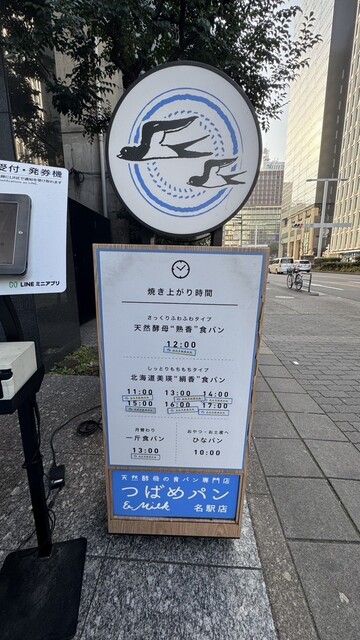 受付・発券機
LINE ミニアプリ
焼き上がり時間
さっくりふわふわタイプ
天然酵母“熟香”食パン
12:00
しっとりもちもちタイプ
北海道美瑛“絹香”食パン
11:00 13:00 14:00
15:00 16:00 17:00
月替わり
一斤食パン
13:00
おやつ・お土産へ
ひなパン
10:00
天然酵母の食パン専門店
つばめパン
& Milk 名駅店